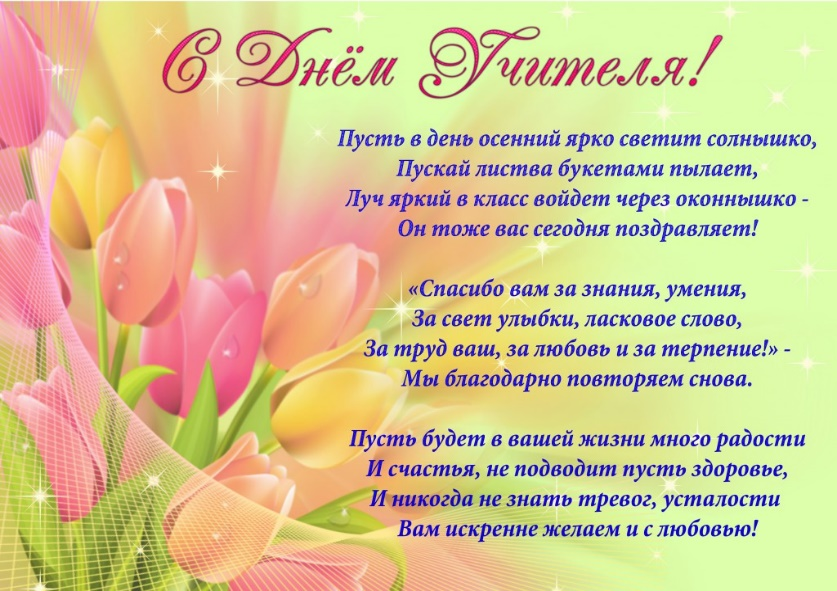 С Днём Учителя!
Пусть в день осенний ярко светит солнышко,
Пускай листва букетами пылает,
Луч яркий в класс войдет через оконнышко -
Он тоже вас сегодня поздравляет!
«Спасибо вам за знания, умения,
За свет улыбки, ласковое слово,
За труд ваш, за любовь и за терпение!» -
Мы благодарно повторяем снова.
Пусть будет в вашей жизни много радости
И счастья, не подводит пусть здоровье,
И никогда не знать тревог, усталости
Вам искренне желаем и с любовью!